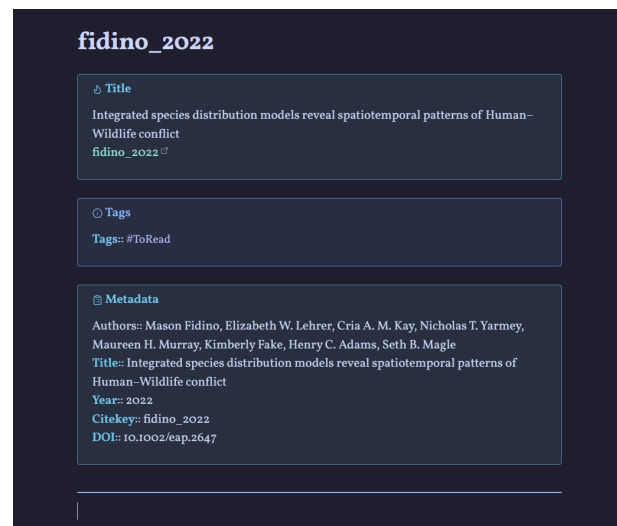 fidino_2022
Title
Integrated species distribution models reveal spatiotemporal patterns of Human–
Wildlife conflict
fidino_2022
Tags
Tags:: #ToRead
Metadata
Authors:: Mason Fidino, Elizabeth W. Lehrer, Cria A. M. Kay, Nicholas T. Yarmey,
Maureen H. Murray, Kimberly Fake, Henry C. Adams, Seth B. Magle
Title:: Integrated species distribution models reveal spatiotemporal patterns of
Human–Wildlife conflict
Year:: 2022
Citekey:: fidino_2022
DOI:: 10.1002/eap.2647